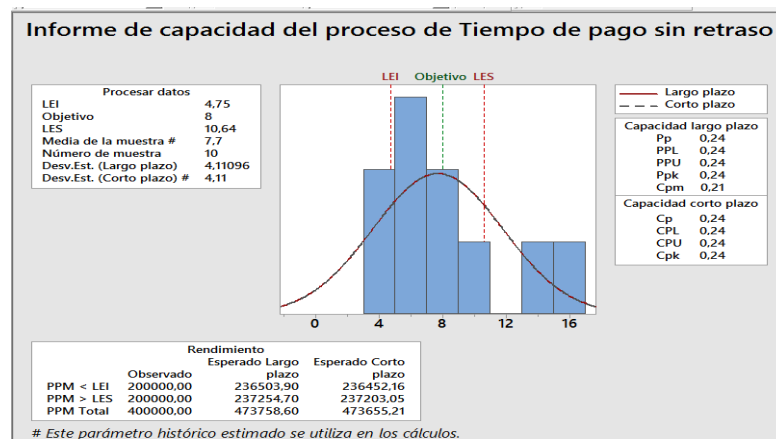 Informe de capacidad del proceso de Tiempo de pago sin retraso
Procesar datos
LEI 4,75
Objetivo 8
LES 10,64
Media de la muestra # 7,7
Número de muestra 10
Desv.Est. (Largo plazo) 4,11096
Desv.Est. (Corto plazo) # 4,11
LEI Objetivo LES
0 4 8 12 16
Largo plazo
Corto plazo
Capacidad largo plazo
Pp 0,24
PPL 0,24
PPU 0,24
Ppk 0,24
Cpm 0,21
Capacidad corto plazo
Cp 0,24
CPL 0,24
CPU 0,24
Cpk 0,24
Rendimiento
Esperado Largo Esperado Corto
Observado plazo plazo
PPM < LEI 200000,00 236503,90 236452,16
PPM > LES 200000,00 237254,70 237203,05
PPM Total 400000,00 473758,60 473655,21
# Este parámetro histórico estimado se utiliza en los cálculos.